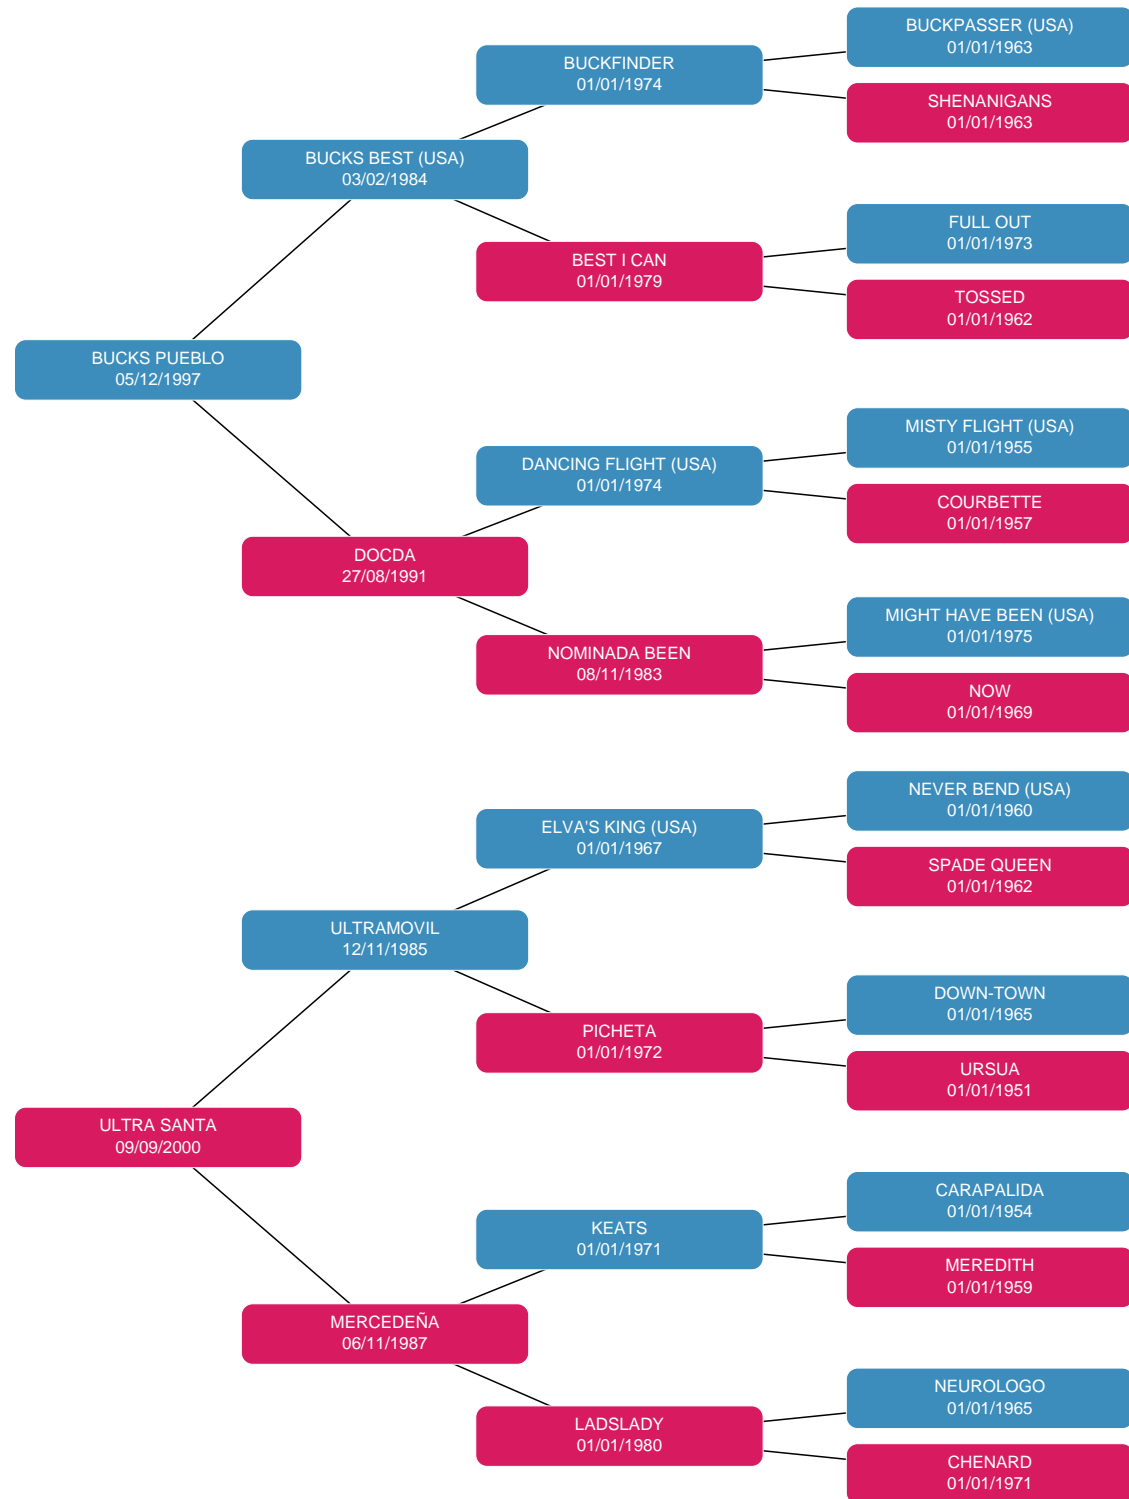 BUCKPASSER (USA)
01/01/1963
BUCKFINDER
01/01/1974
SHENANIGANS
01/01/1963
BUCKS BEST (USA)
03/02/1984
FULL OUT
01/01/1973
BEST I CAN
01/01/1979
TOSSED
01/01/1962
BUCKS PUEBLO
05/12/1997
MISTY FLIGHT (USA)
01/01/1955
DANCING FLIGHT (USA)
01/01/1974
COURBETTE
01/01/1957
DOCDA
27/08/1991
MIGHT HAVE BEEN (USA)
01/01/1975
NOMINADA BEEN
08/11/1983
NOW
01/01/1969
NEVER BEND (USA)
01/01/1960
ELVA'S KING (USA)
01/01/1967
SPADE QUEEN
01/01/1962
ULTRAMOVIL
12/11/1985
DOWN-TOWN
01/01/1965
PICHETA
01/01/1972
URSUA
01/01/1951
ULTRA SANTA
09/09/2000
CARAPALIDA
01/01/1954
KEATS
01/01/1971
MEREDITH
01/01/1959
MERCEDEÑA
06/11/1987
NEUROLOGO
01/01/1965
LADSLADY
01/01/1980
CHENARD
01/01/1971